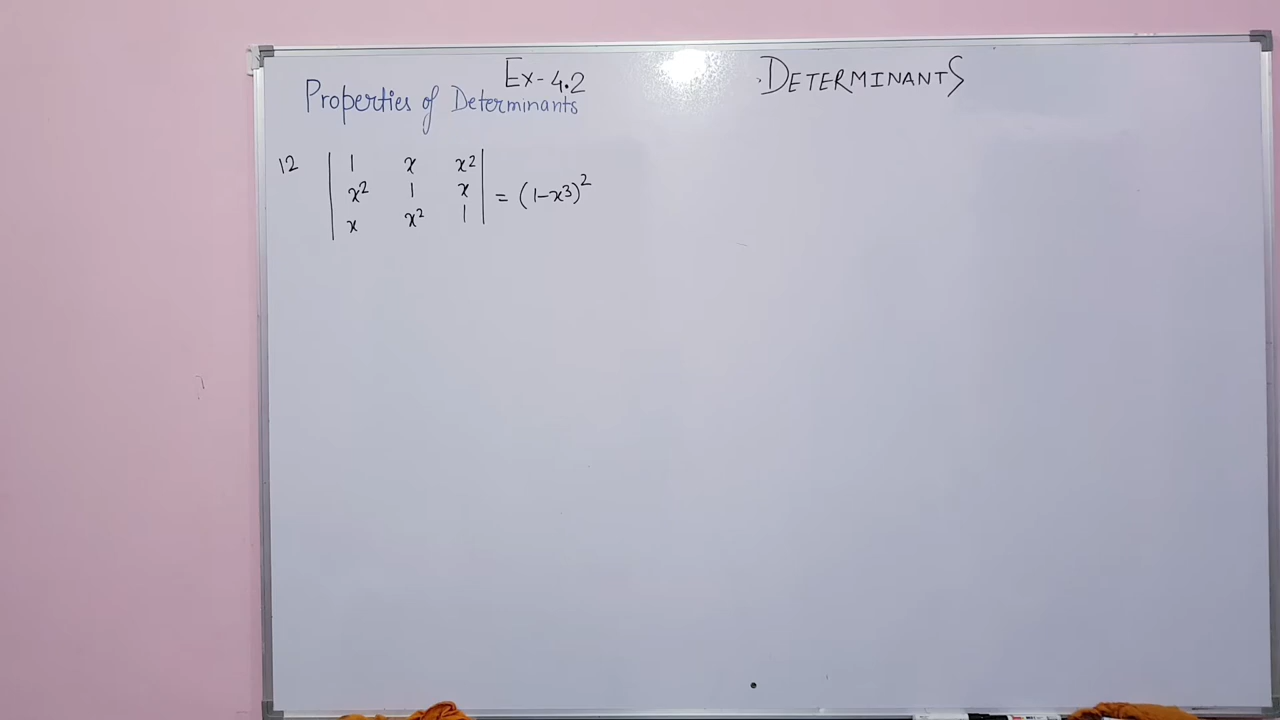 Ex-4.2
DETERMINANTS
Properties of Determinants
12 | 1 x x² |
| x² 1 x | = (1-x³)²
| x x² 1 |